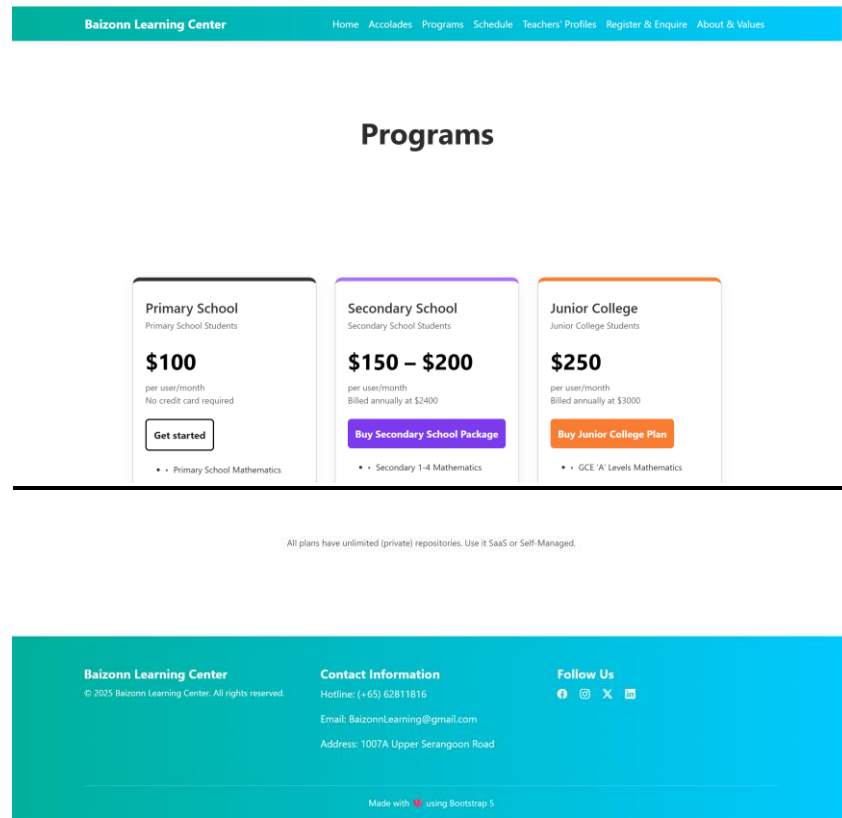 Baizonn Learning Center Home Accolades Programs Schedule Teachers' Profiles Register & Enquire About & Values
Programs
Primary School
Primary School Students
$100
per user/month
No credit card required
Get started
• • Primary School Mathematics
Secondary School
Secondary School Students
$150 – $200
per user/month
Billed annually at $2400
Buy Secondary School Package
• • Secondary 1-4 Mathematics
Junior College
Junior College Students
$250
per user/month
Billed annually at $3000
Buy Junior College Plan
• • GCE 'A' Levels Mathematics
All plans have unlimited (private) repositories. Use it SaaS or Self-Managed.
Baizonn Learning Center
© 2025 Baizonn Learning Center. All rights reserved.
Contact Information
Hotline: (+65) 62811816
Email: BaizonnLearning@gmail.com
Address: 1007A Upper Serangoon Road
Follow Us
Made with 💗 using Bootstrap 5